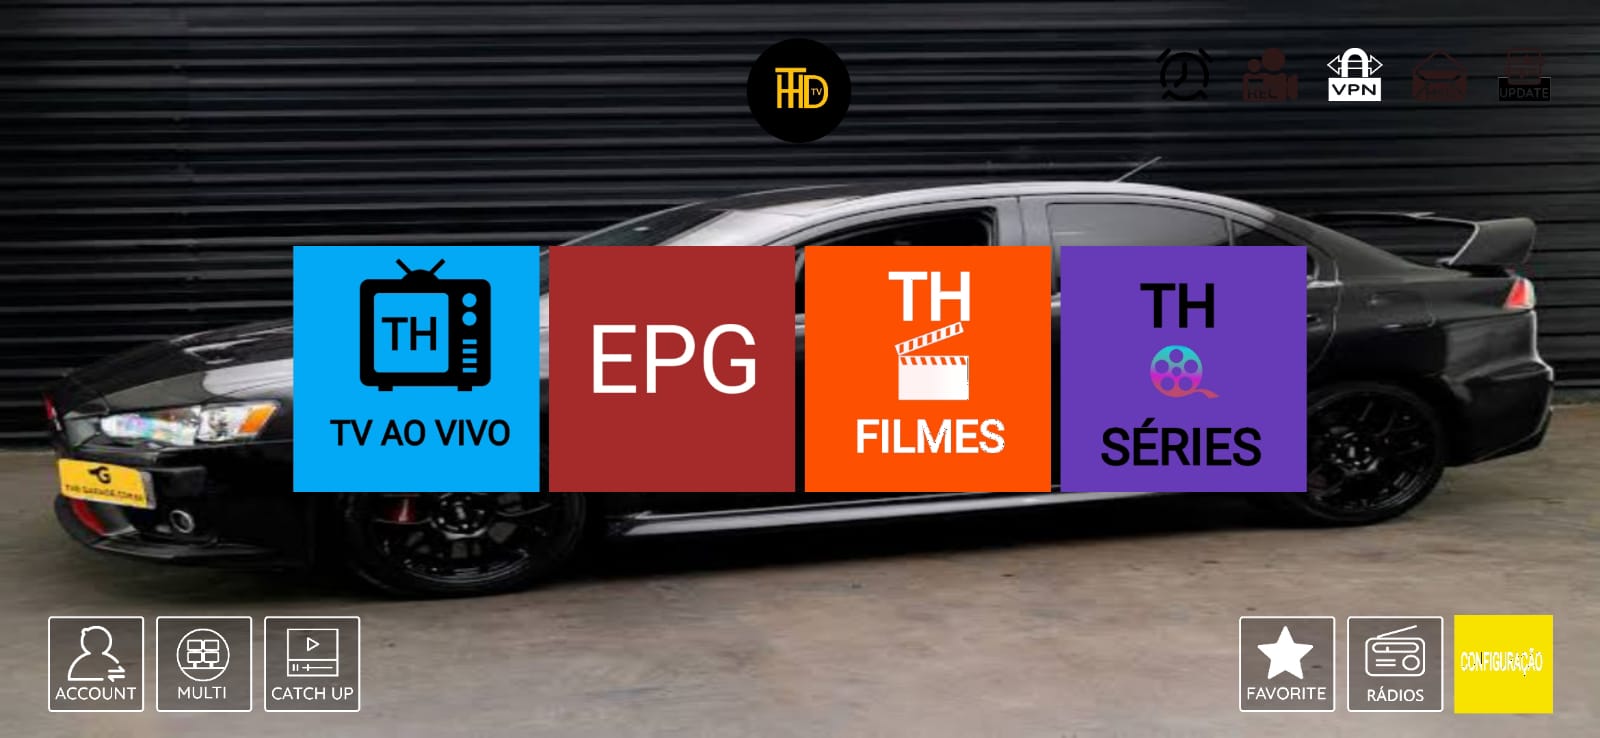 THD TV
REC
VPN
UPDATE
TH
TV AO VIVO
EPG
TH
FILMES
TH
SÉRIES
G
ACCOUNT
MULTI
CATCH UP
FAVORITE
RÁDIOS
CONFIGURAÇÃO